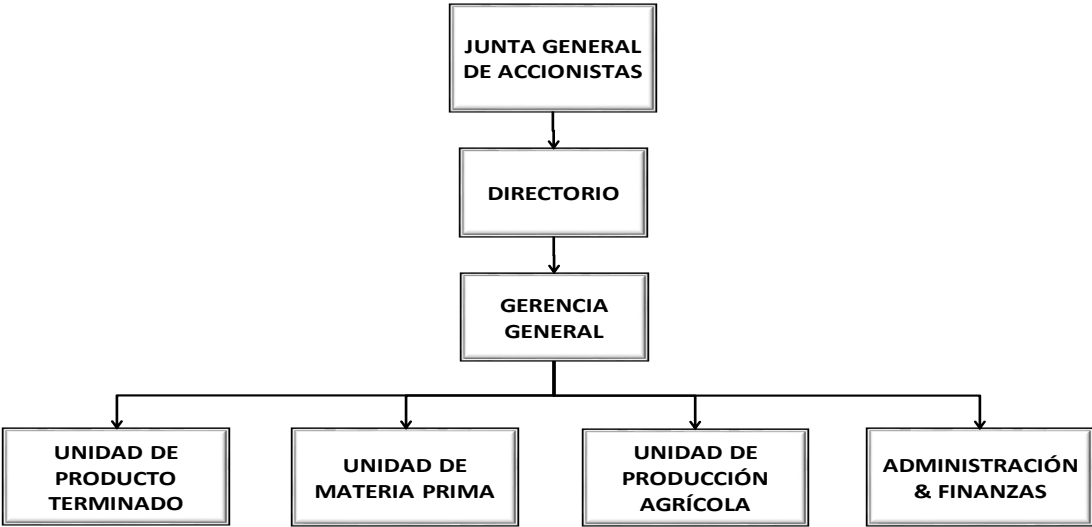 JUNTA GENERAL
DE ACCIONISTAS
DIRECTORIO
GERENCIA
GENERAL
UNIDAD DE
PRODUCTO
TERMINADO
UNIDAD DE
MATERIA PRIMA
UNIDAD DE
PRODUCCIÓN
AGRÍCOLA
ADMINISTRACIÓN
& FINANZAS